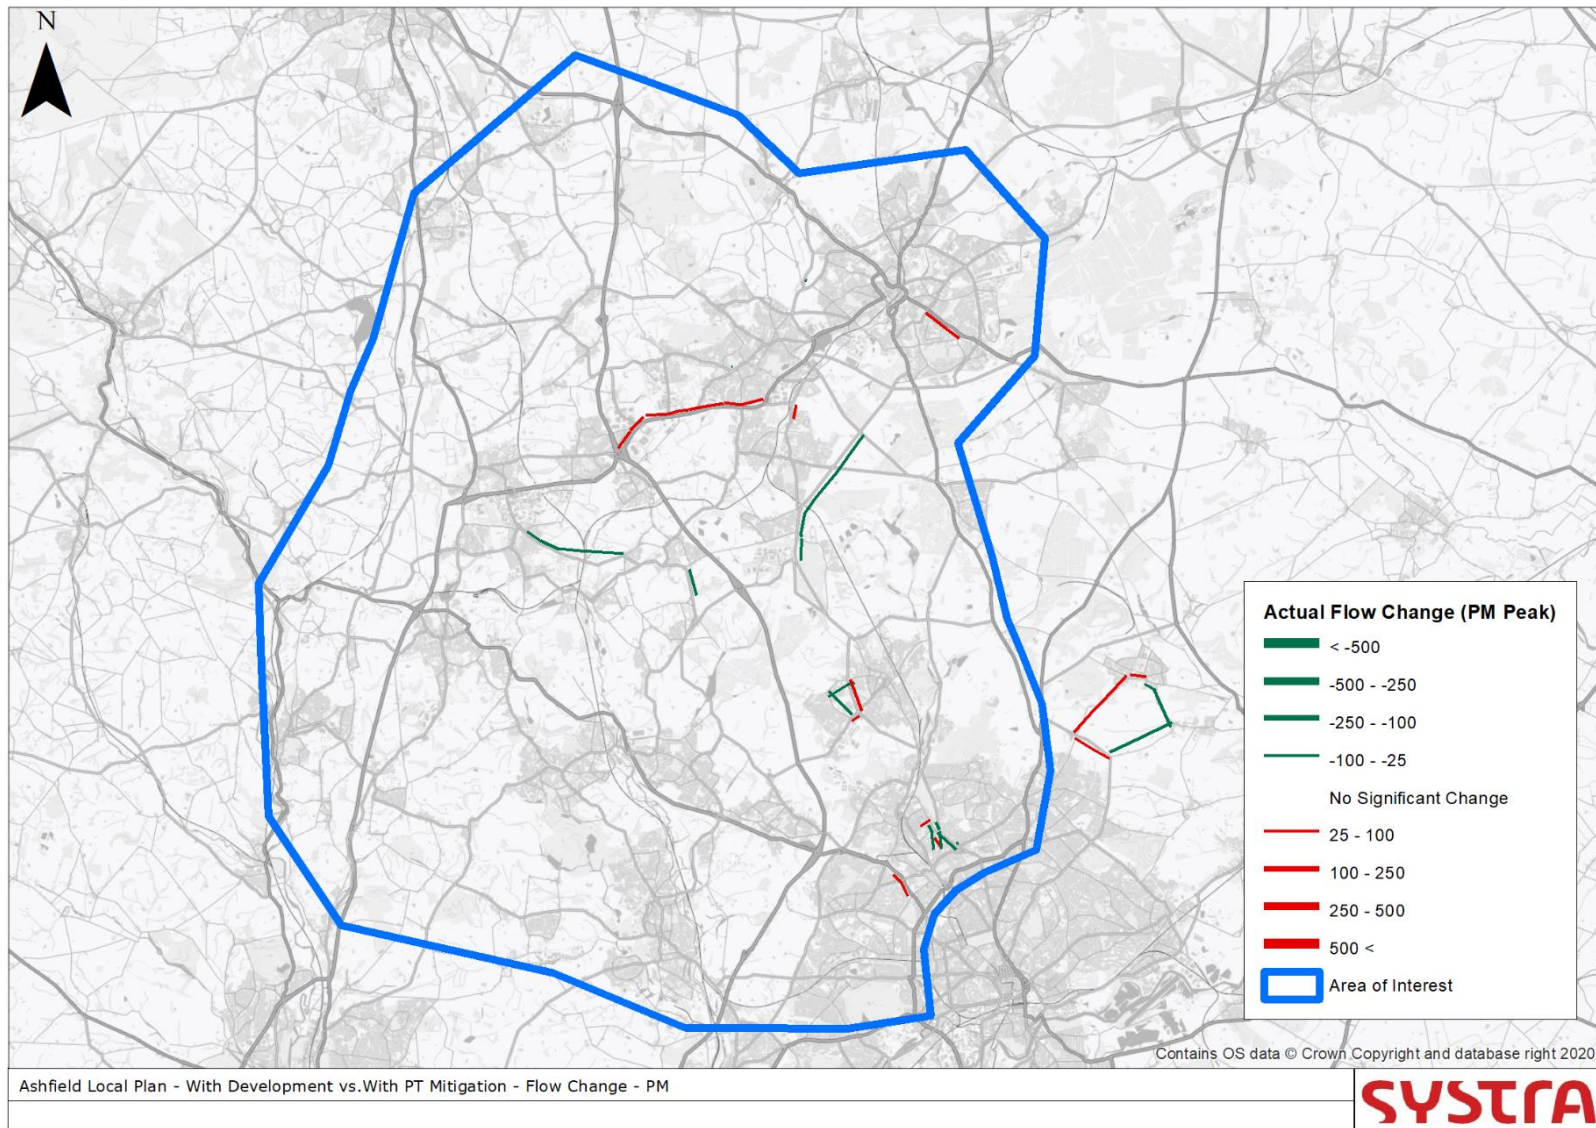 N
Actual Flow Change (PM Peak)
< -500
-500 - -250
-250 - -100
-100 - -25
No Significant Change
25 - 100
100 - 250
250 - 500
500 <
Area of Interest
Contains OS data © Crown Copyright and database right 2020
Ashfield Local Plan - With Development vs.With PT Mitigation - Flow Change - PM
SYSTRA